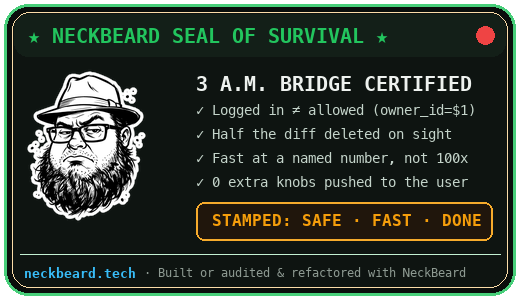 ★ NECKBEARD SEAL OF SURVIVAL ★
3 A.M. BRIDGE CERTIFIED
✓ Logged in ≠ allowed (owner_id=$1)
✓ Half the diff deleted on sight
✓ Fast at a named number, not 100x
✓ 0 extra knobs pushed to the user
STAMPED: SAFE · FAST · DONE
neckbeard.tech · Built or audited & refactored with NeckBeard